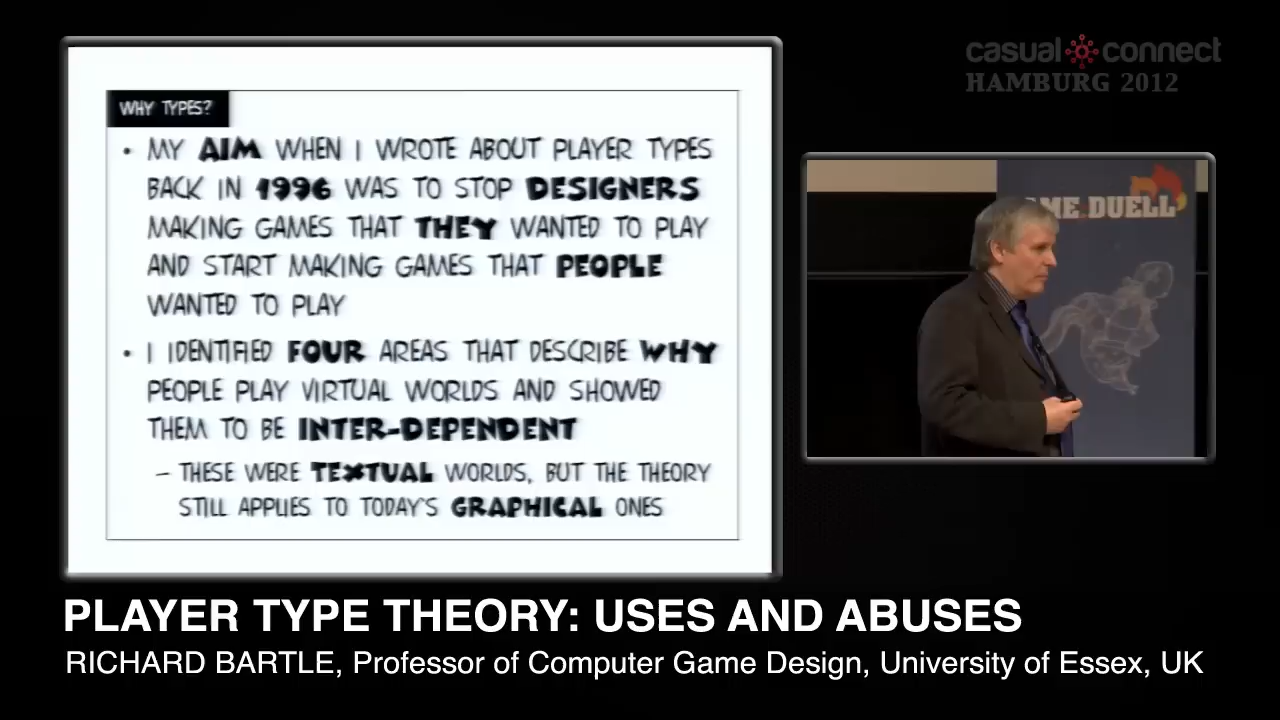 casual connect
HAMBURG 2012
WHY TYPES?
• MY AIM WHEN I WROTE ABOUT PLAYER TYPES
BACK IN 1996 WAS TO STOP DESIGNERS
MAKING GAMES THAT THEY WANTED TO PLAY
AND START MAKING GAMES THAT PEOPLE
WANTED TO PLAY
• I IDENTIFIED FOUR AREAS THAT DESCRIBE WHY
PEOPLE PLAY VIRTUAL WORLDS AND SHOWED
THEM TO BE INTER-DEPENDENT
– THESE WERE TEXTUAL WORLDS, BUT THE THEORY
STILL APPLIES TO TODAY'S GRAPHICAL ONES
DUELL
PLAYER TYPE THEORY: USES AND ABUSES
RICHARD BARTLE, Professor of Computer Game Design, University of Essex, UK